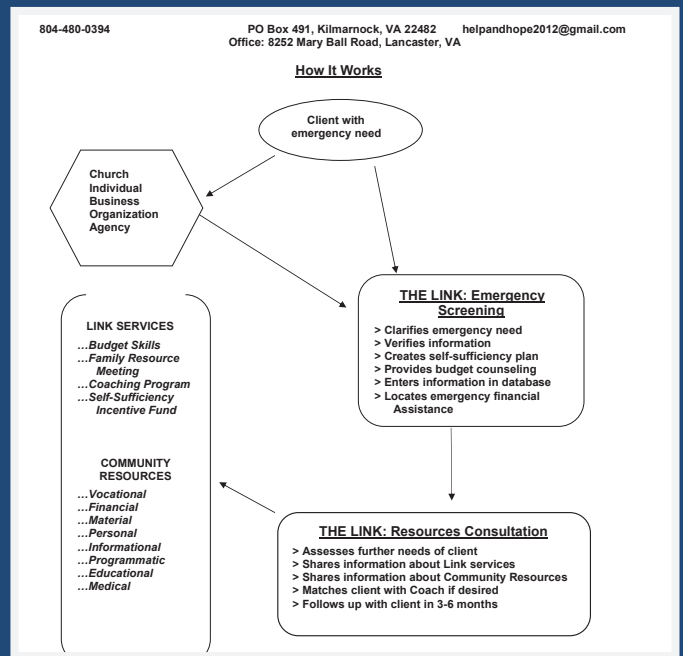 804-480-0394 PO Box 491, Kilmarnock, VA 22482 helpandhope2012@gmail.com
Office: 8252 Mary Ball Road, Lancaster, VA
How It Works
Client with
emergency need
Church
Individual
Business
Organization
Agency
THE LINK: Emergency
Screening
> Clarifies emergency need
> Verifies information
> Creates self-sufficiency plan
> Provides budget counseling
> Enters information in database
> Locates emergency financial
Assistance
LINK SERVICES
...Budget Skills
...Family Resource
Meeting
...Coaching Program
...Self-Sufficiency
Incentive Fund
COMMUNITY
RESOURCES
...Vocational
...Financial
...Material
...Personal
...Informational
...Programmatic
...Educational
...Medical
THE LINK: Resources Consultation
> Assesses further needs of client
> Shares information about Link services
> Shares information about Community Resources
> Matches client with Coach if desired
> Follows up with client in 3-6 months